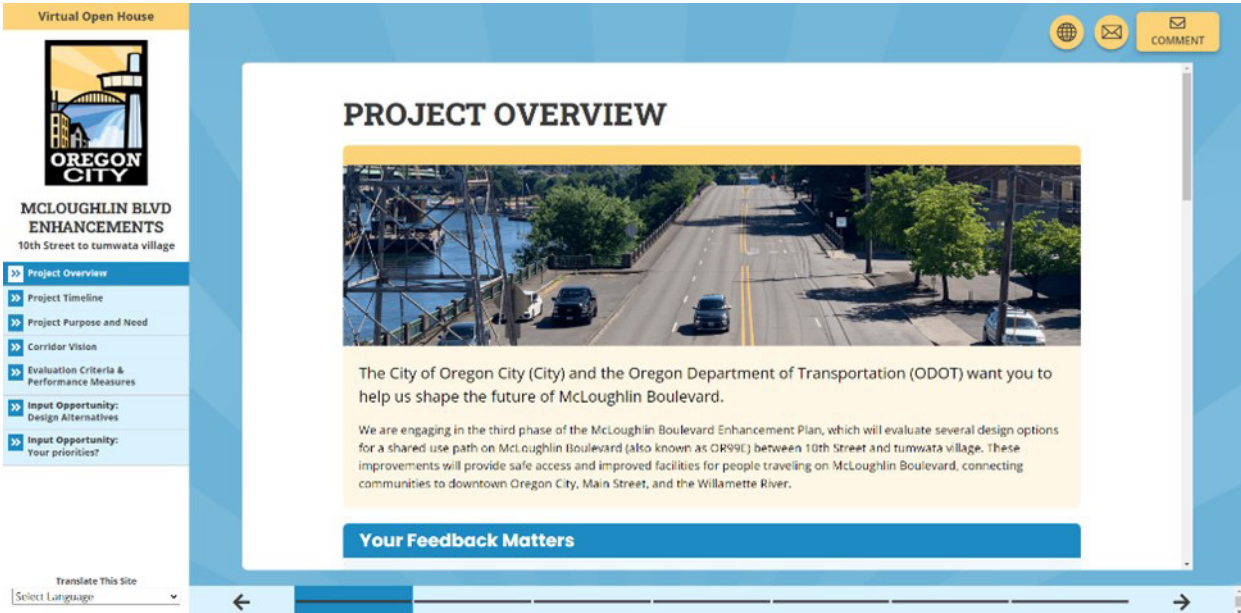 Virtual Open House
OREGON
CITY
MCLOUGHLIN BLVD
ENHANCEMENTS
10th Street to tumwata village
Project Overview
Project Timeline
Project Purpose and Need
Corridor Vision
Evaluation Criteria &
Performance Measures
Input Opportunity:
Design Alternatives
Input Opportunity:
Your priorities?
Translate This Site
Select Language
COMMENT
PROJECT OVERVIEW
The City of Oregon City (City) and the Oregon Department of Transportation (ODOT) want you to
help us shape the future of McLoughlin Boulevard.
We are engaging in the third phase of the McLoughlin Boulevard Enhancement Plan, which will evaluate several design options
for a shared use path on McLoughlin Boulevard (also known as OR99E) between 10th Street and tumwata village. These
improvements will provide safe access and improved facilities for people traveling on McLoughlin Boulevard, connecting
communities to downtown Oregon City, Main Street, and the Willamette River.
Your Feedback Matters